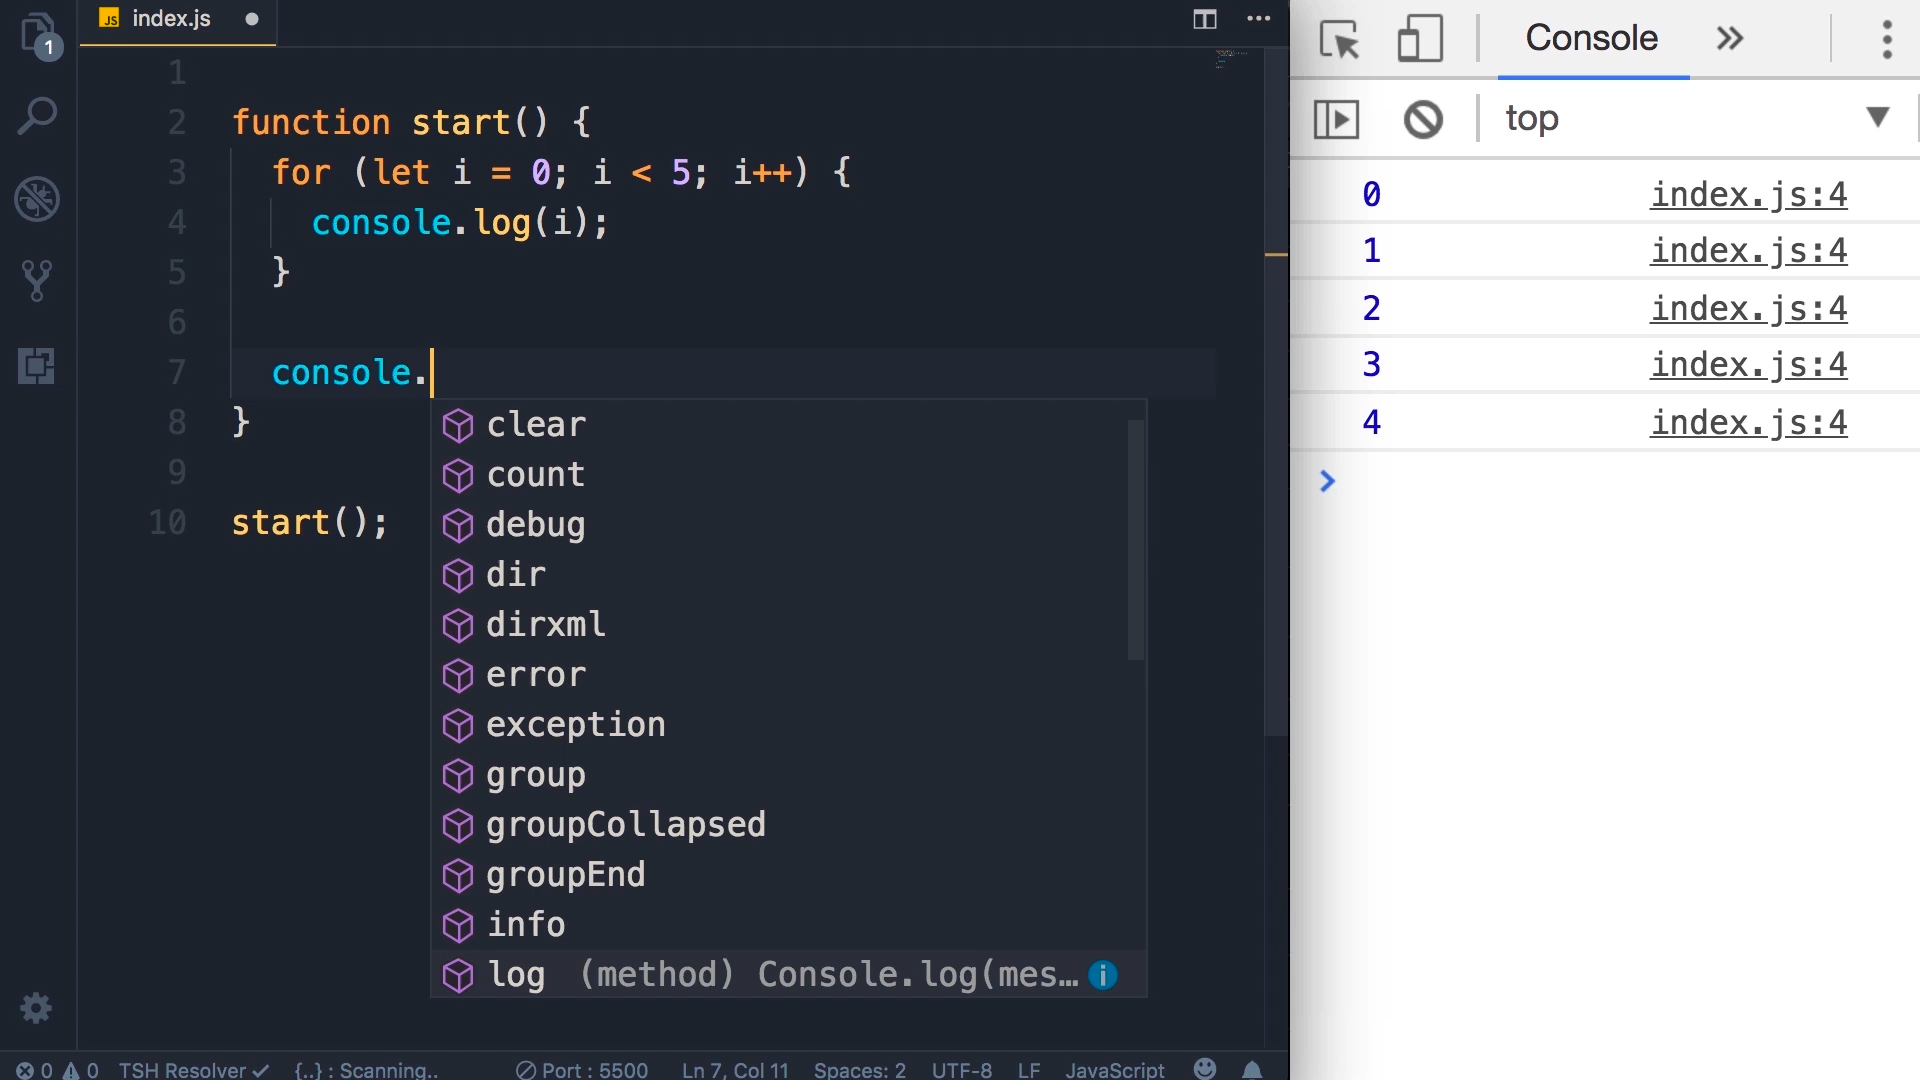 1
JS index.js
1
2 function start() {
3 for (let i = 0; i < 5; i++) {
4 console.log(i);
5 }
6
7 console.
8 }
9
10 start();
clear
count
debug
dir
dirxml
error
exception
group
groupCollapsed
groupEnd
info
log (method) Console.log(mes…
0 0 TSH Resolver {..} : Scanning.. Port : 5500 Ln 7, Col 11 Spaces: 2 UTF-8 LF JavaScript
Console
top
0 index.js:4
1 index.js:4
2 index.js:4
3 index.js:4
4 index.js:4